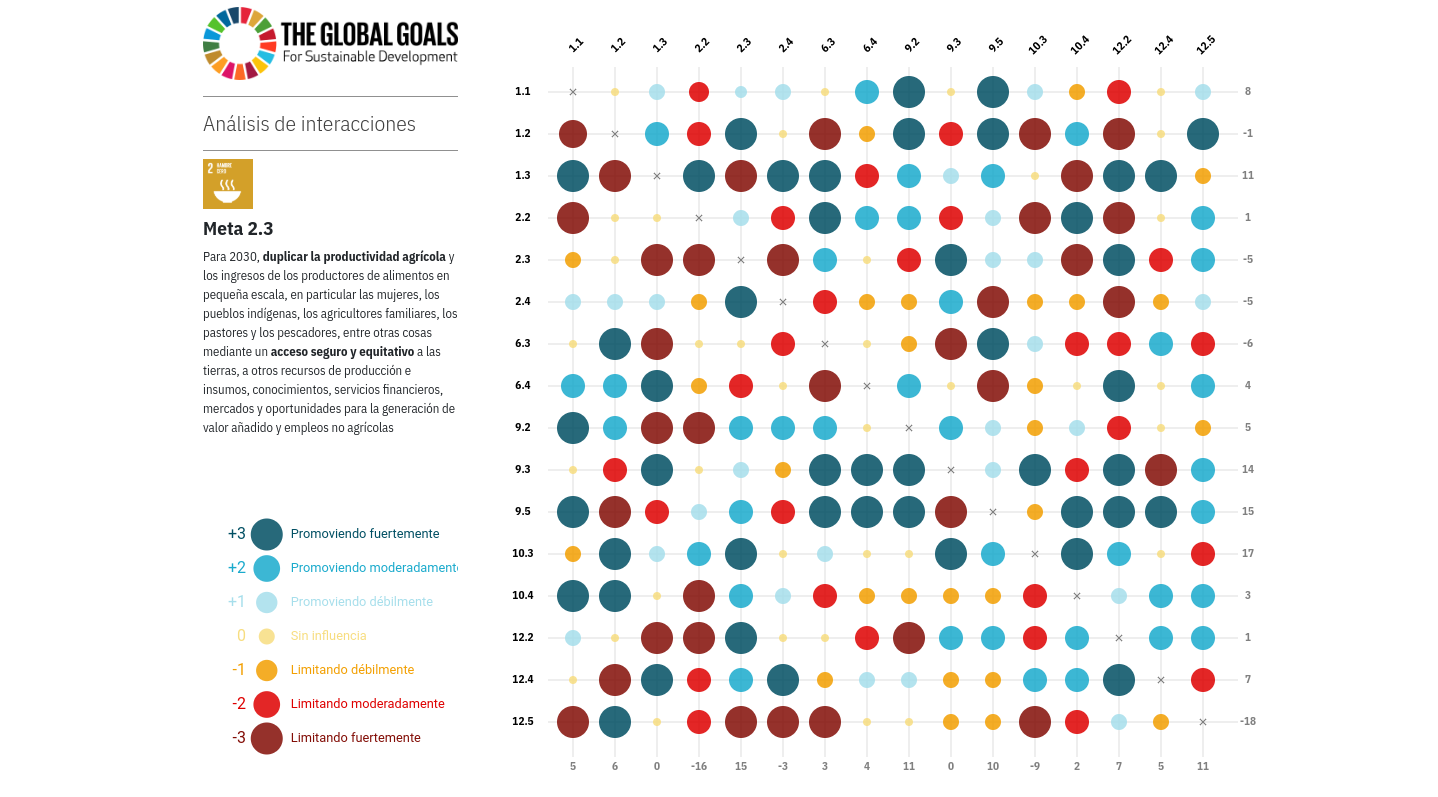 THE GLOBAL GOALS
For Sustainable Development
Análisis de interacciones
2 HAMBRE
CERO
Meta 2.3
Para 2030, duplicar la productividad agrícola y
los ingresos de los productores de alimentos en
pequeña escala, en particular las mujeres, los
pueblos indígenas, los agricultores familiares, los
pastores y los pescadores, entre otras cosas
mediante un acceso seguro y equitativo a las
tierras, a otros recursos de producción e
insumos, conocimientos, servicios financieros,
mercados y oportunidades para la generación de
valor añadido y empleos no agrícolas
+3 Promoviendo fuertemente
+2 Promoviendo moderadament
+1 Promoviendo débilmente
0 Sin influencia
-1 Limitando débilmente
-2 Limitando moderadamente
-3 Limitando fuertemente
1.1 1.2 1.3 2.2 2.3 2.4 6.3 6.4 9.2 9.3 9.5 10.3 10.4 12.2 12.4 12.5
1.1 × 8
1.2 × -1
1.3 × 11
2.2 × 1
2.3 × -5
2.4 × -5
6.3 × -6
6.4 × 4
9.2 × 5
9.3 × 14
9.5 × 15
10.3 × 17
10.4 × 3
12.2 × 1
12.4 × 7
12.5 × -18
5 6 0 -16 15 -3 3 4 11 0 10 -9 2 7 5 11